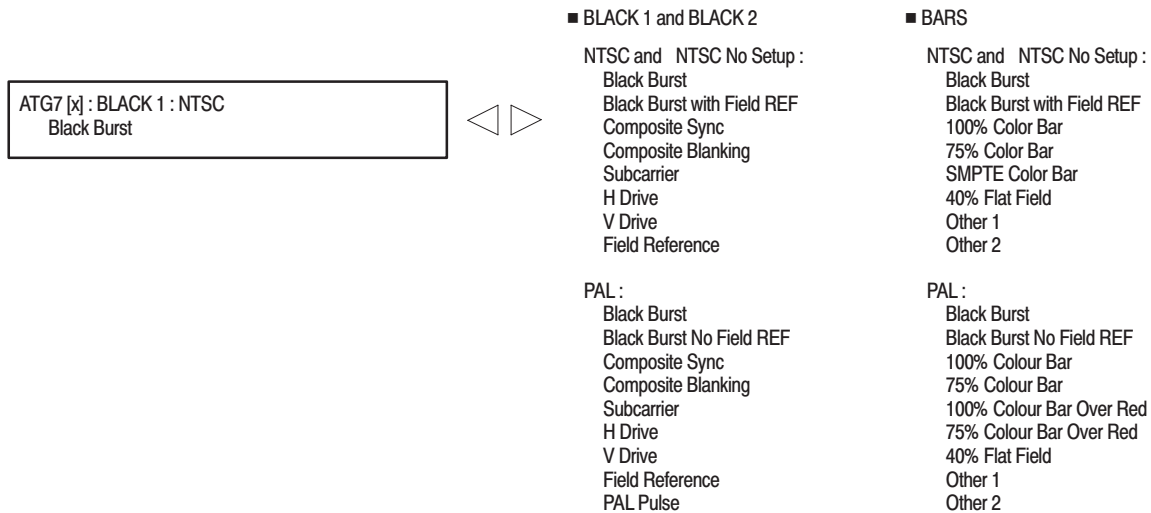 ATG7 [x] : BLACK 1 : NTSC
Black Burst
■ BLACK 1 and BLACK 2
NTSC and NTSC No Setup :
Black Burst
Black Burst with Field REF
Composite Sync
Composite Blanking
Subcarrier
H Drive
V Drive
Field Reference
PAL :
Black Burst
Black Burst No Field REF
Composite Sync
Composite Blanking
Subcarrier
H Drive
V Drive
Field Reference
PAL Pulse
■ BARS
NTSC and NTSC No Setup :
Black Burst
Black Burst with Field REF
100% Color Bar
75% Color Bar
SMPTE Color Bar
40% Flat Field
Other 1
Other 2
PAL :
Black Burst
Black Burst No Field REF
100% Colour Bar
75% Colour Bar
100% Colour Bar Over Red
75% Colour Bar Over Red
40% Flat Field
Other 1
Other 2